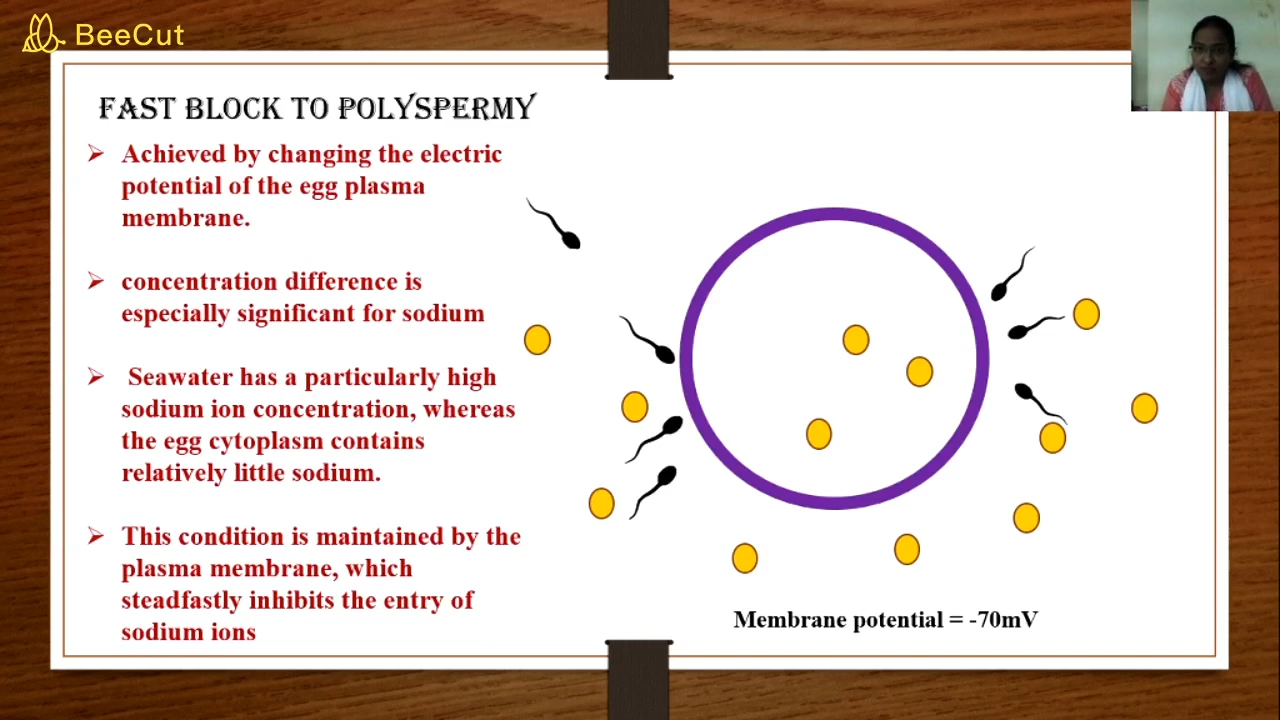 BeeCut
FAST BLOCK TO POLYSPERMY
Achieved by changing the electric
potential of the egg plasma
membrane.
concentration difference is
especially significant for sodium
Seawater has a particularly high
sodium ion concentration, whereas
the egg cytoplasm contains
relatively little sodium.
This condition is maintained by the
plasma membrane, which
steadfastly inhibits the entry of
sodium ions
Membrane potential = -70mV